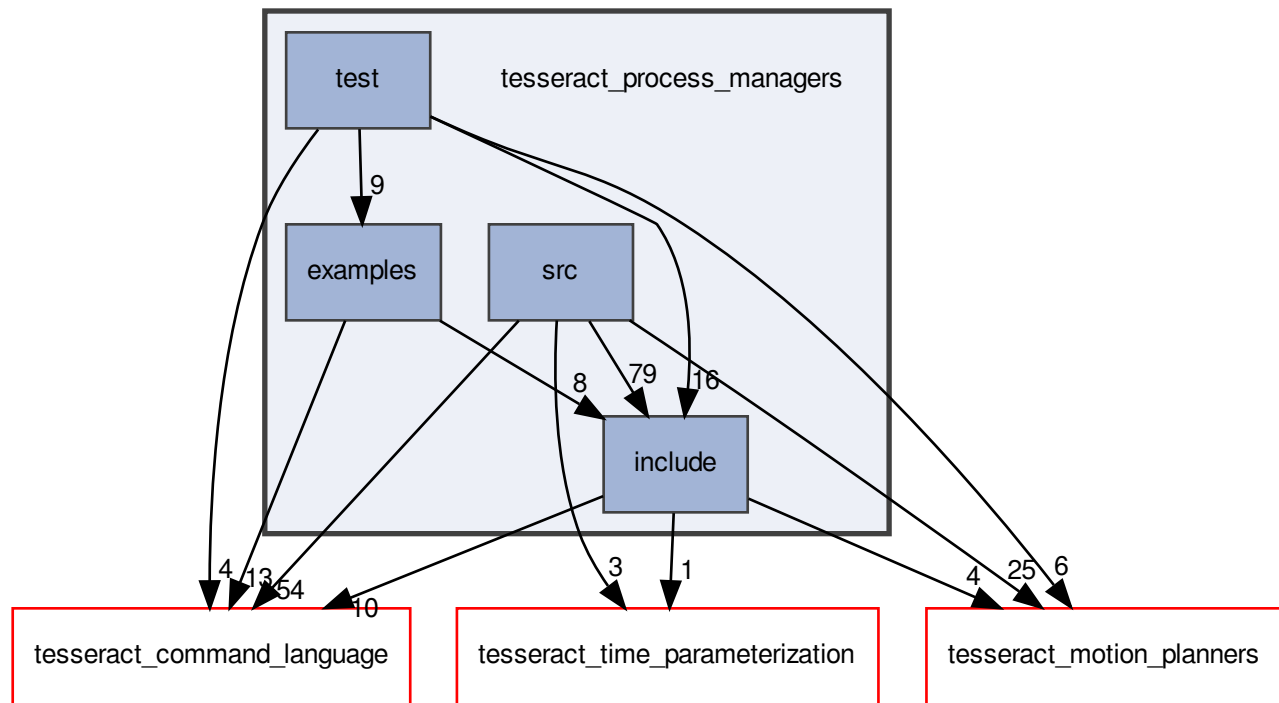 test
tesseract_process_managers
9
examples
src
8
79
16
include
4
13
54
10
3
1
4
25
6
tesseract_command_language
tesseract_time_parameterization
tesseract_motion_planners